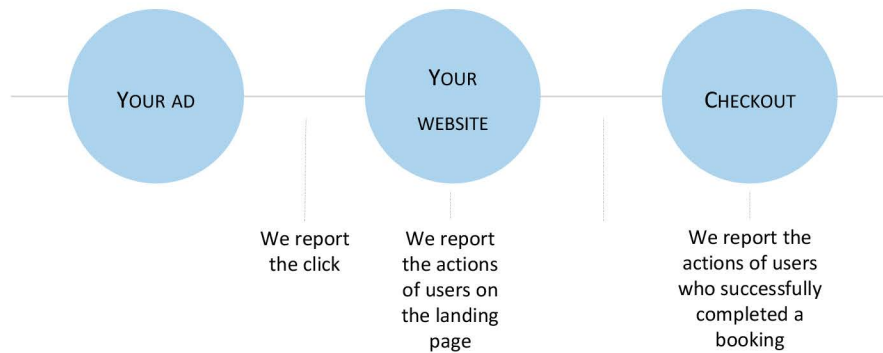 YOUR AD
YOUR
WEBSITE
CHECKOUT
We report
the click
We report
the actions
of users on
the landing
page
We report the
actions of users
who successfully
completed a
booking